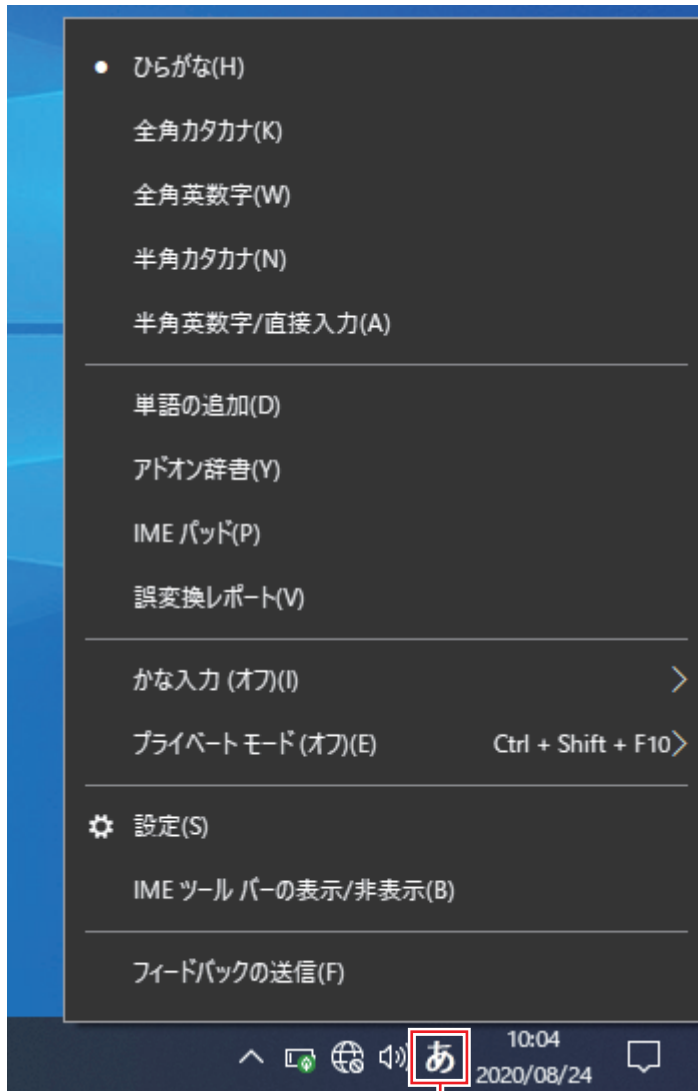 ひらがな(H)
全角カタカナ(K)
全角英数字(W)
半角カタカナ(N)
半角英数字/直接入力(A)
単語の追加(D)
アドオン辞書(Y)
IME パッド(P)
誤変換レポート(V)
かな入力 (オフ)(I)
プライベート モード (オフ)(E) Ctrl + Shift + F10
設定(S)
IME ツール バーの表示/非表示(B)
フィードバックの送信(F)
あ 10:04
2020/08/24